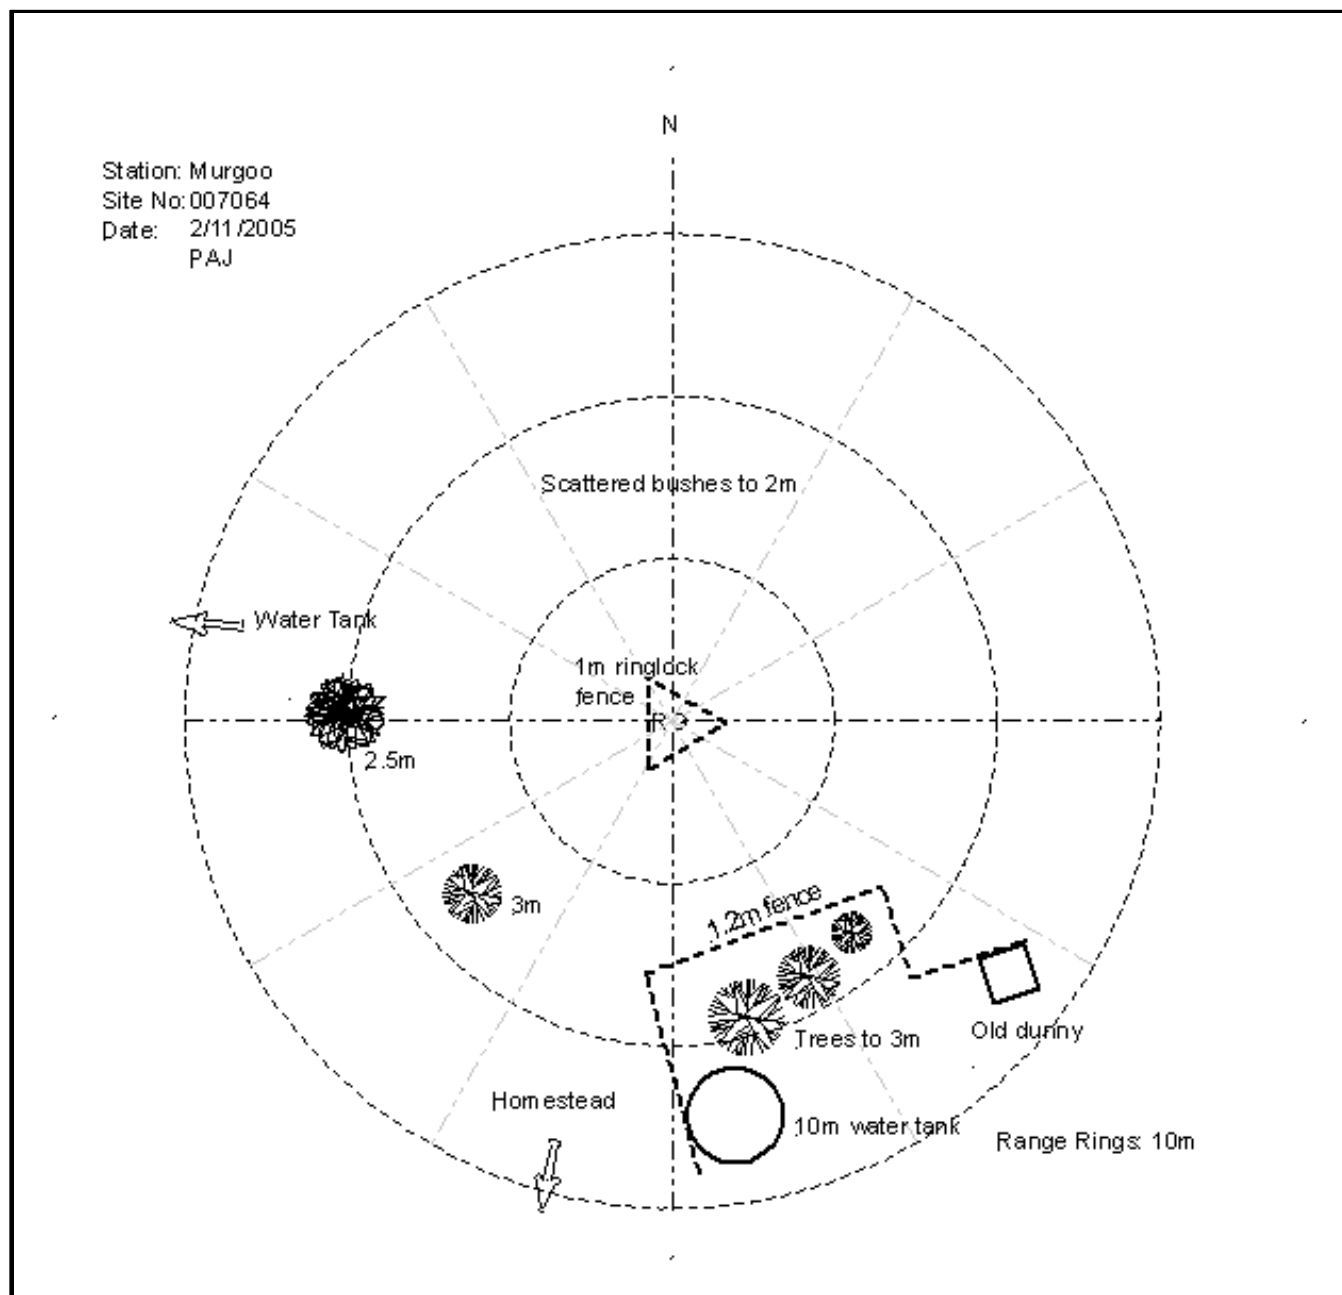 N
Station: Murgoo
Site No: 007064
Date: 2/11/2005
PAJ
Scattered bushes to 2m
Water Tank
1m ringlock
fence
2.5m
3m
1.2m fence
Trees to 3m
Old dunny
Homestead
10m water tank
Range Rings: 10m